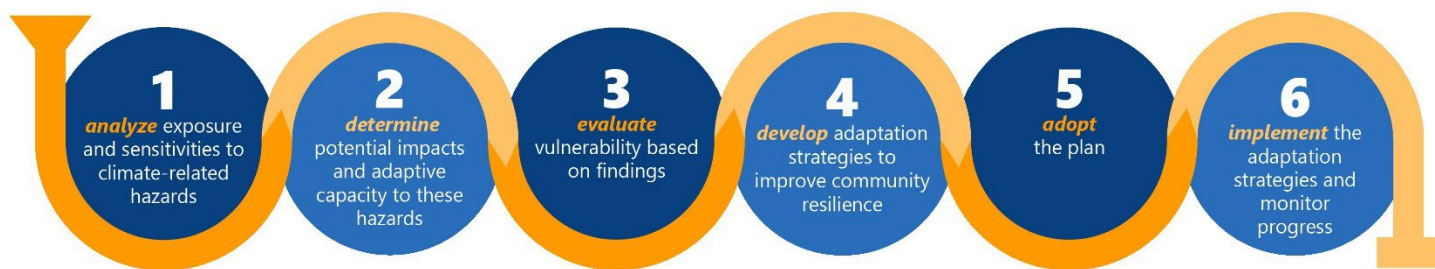 1
analyze exposure
and sensitivities to
climate-related
hazards
2
determine
potential impacts
and adaptive
capacity to these
hazards
3
evaluate
vulnerability based
on findings
4
develop adaptation
strategies to
improve community
resilience
5
adopt
the plan
6
implement the
adaptation
strategies and
monitor
progress